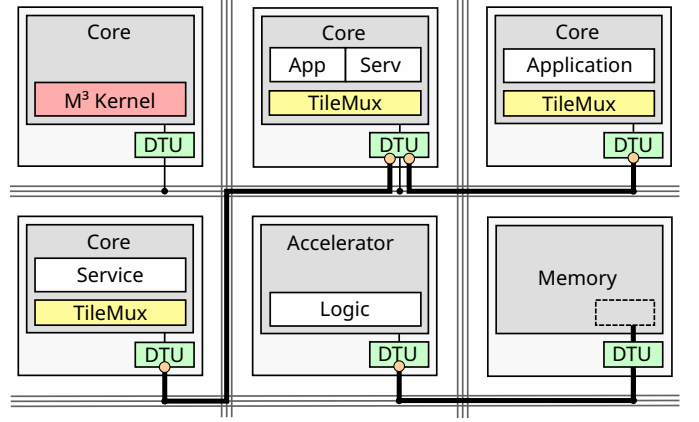 Core
M³ Kernel
DTU
Core
App
Serv
TileMux
DTU
Core
Application
TileMux
DTU
Core
Service
TileMux
DTU
Accelerator
Logic
DTU
Memory
DTU